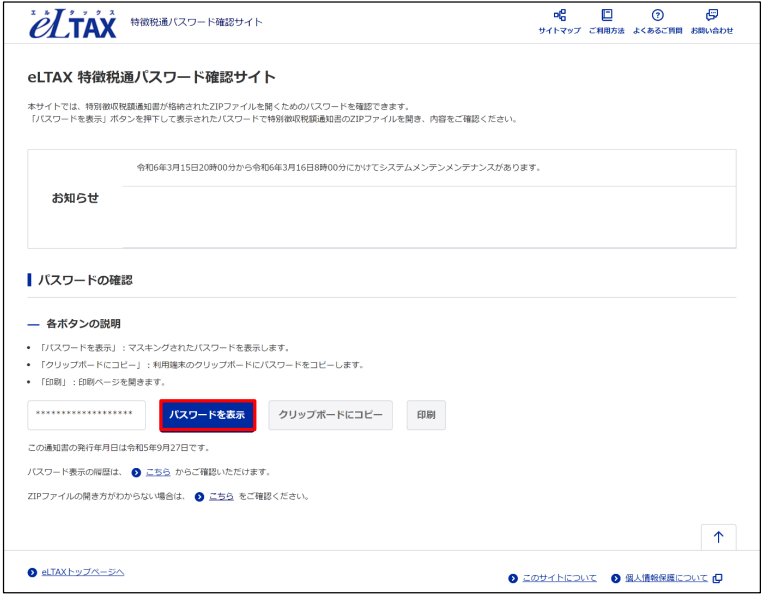 エルタックス
eLTAX 特徴税通パスワード確認サイト
サイトマップ ご利用方法 よくあるご質問 お問い合わせ
eLTAX 特徴税通パスワード確認サイト
本サイトでは、特別徴収税額通知書が格納されたZIPファイルを開くためのパスワードを確認できます。
「パスワードを表示」ボタンを押下して表示されたパスワードで特別徴収税額通知書のZIPファイルを開き、内容をご確認ください。
お知らせ
令和6年3月15日20時00分から令和6年3月16日8時00分にかけてシステムメンテンメンテナンスがあります。
パスワードの確認
各ボタンの説明
• 「パスワードを表示」：マスキングされたパスワードを表示します。
• 「クリップボードにコピー」：利用端末のクリップボードにパスワードをコピーします。
• 「印刷」：印刷ページを開きます。
******************* パスワードを表示 クリップボードにコピー 印刷
この通知書の発行年月日は令和5年9月27日です。
パスワード表示の履歴は、 こちら からご確認いただけます。
ZIPファイルの開き方がわからない場合は、 こちら をご確認ください。
↑
eLTAXトップページへ
このサイトについて 個人情報保護について